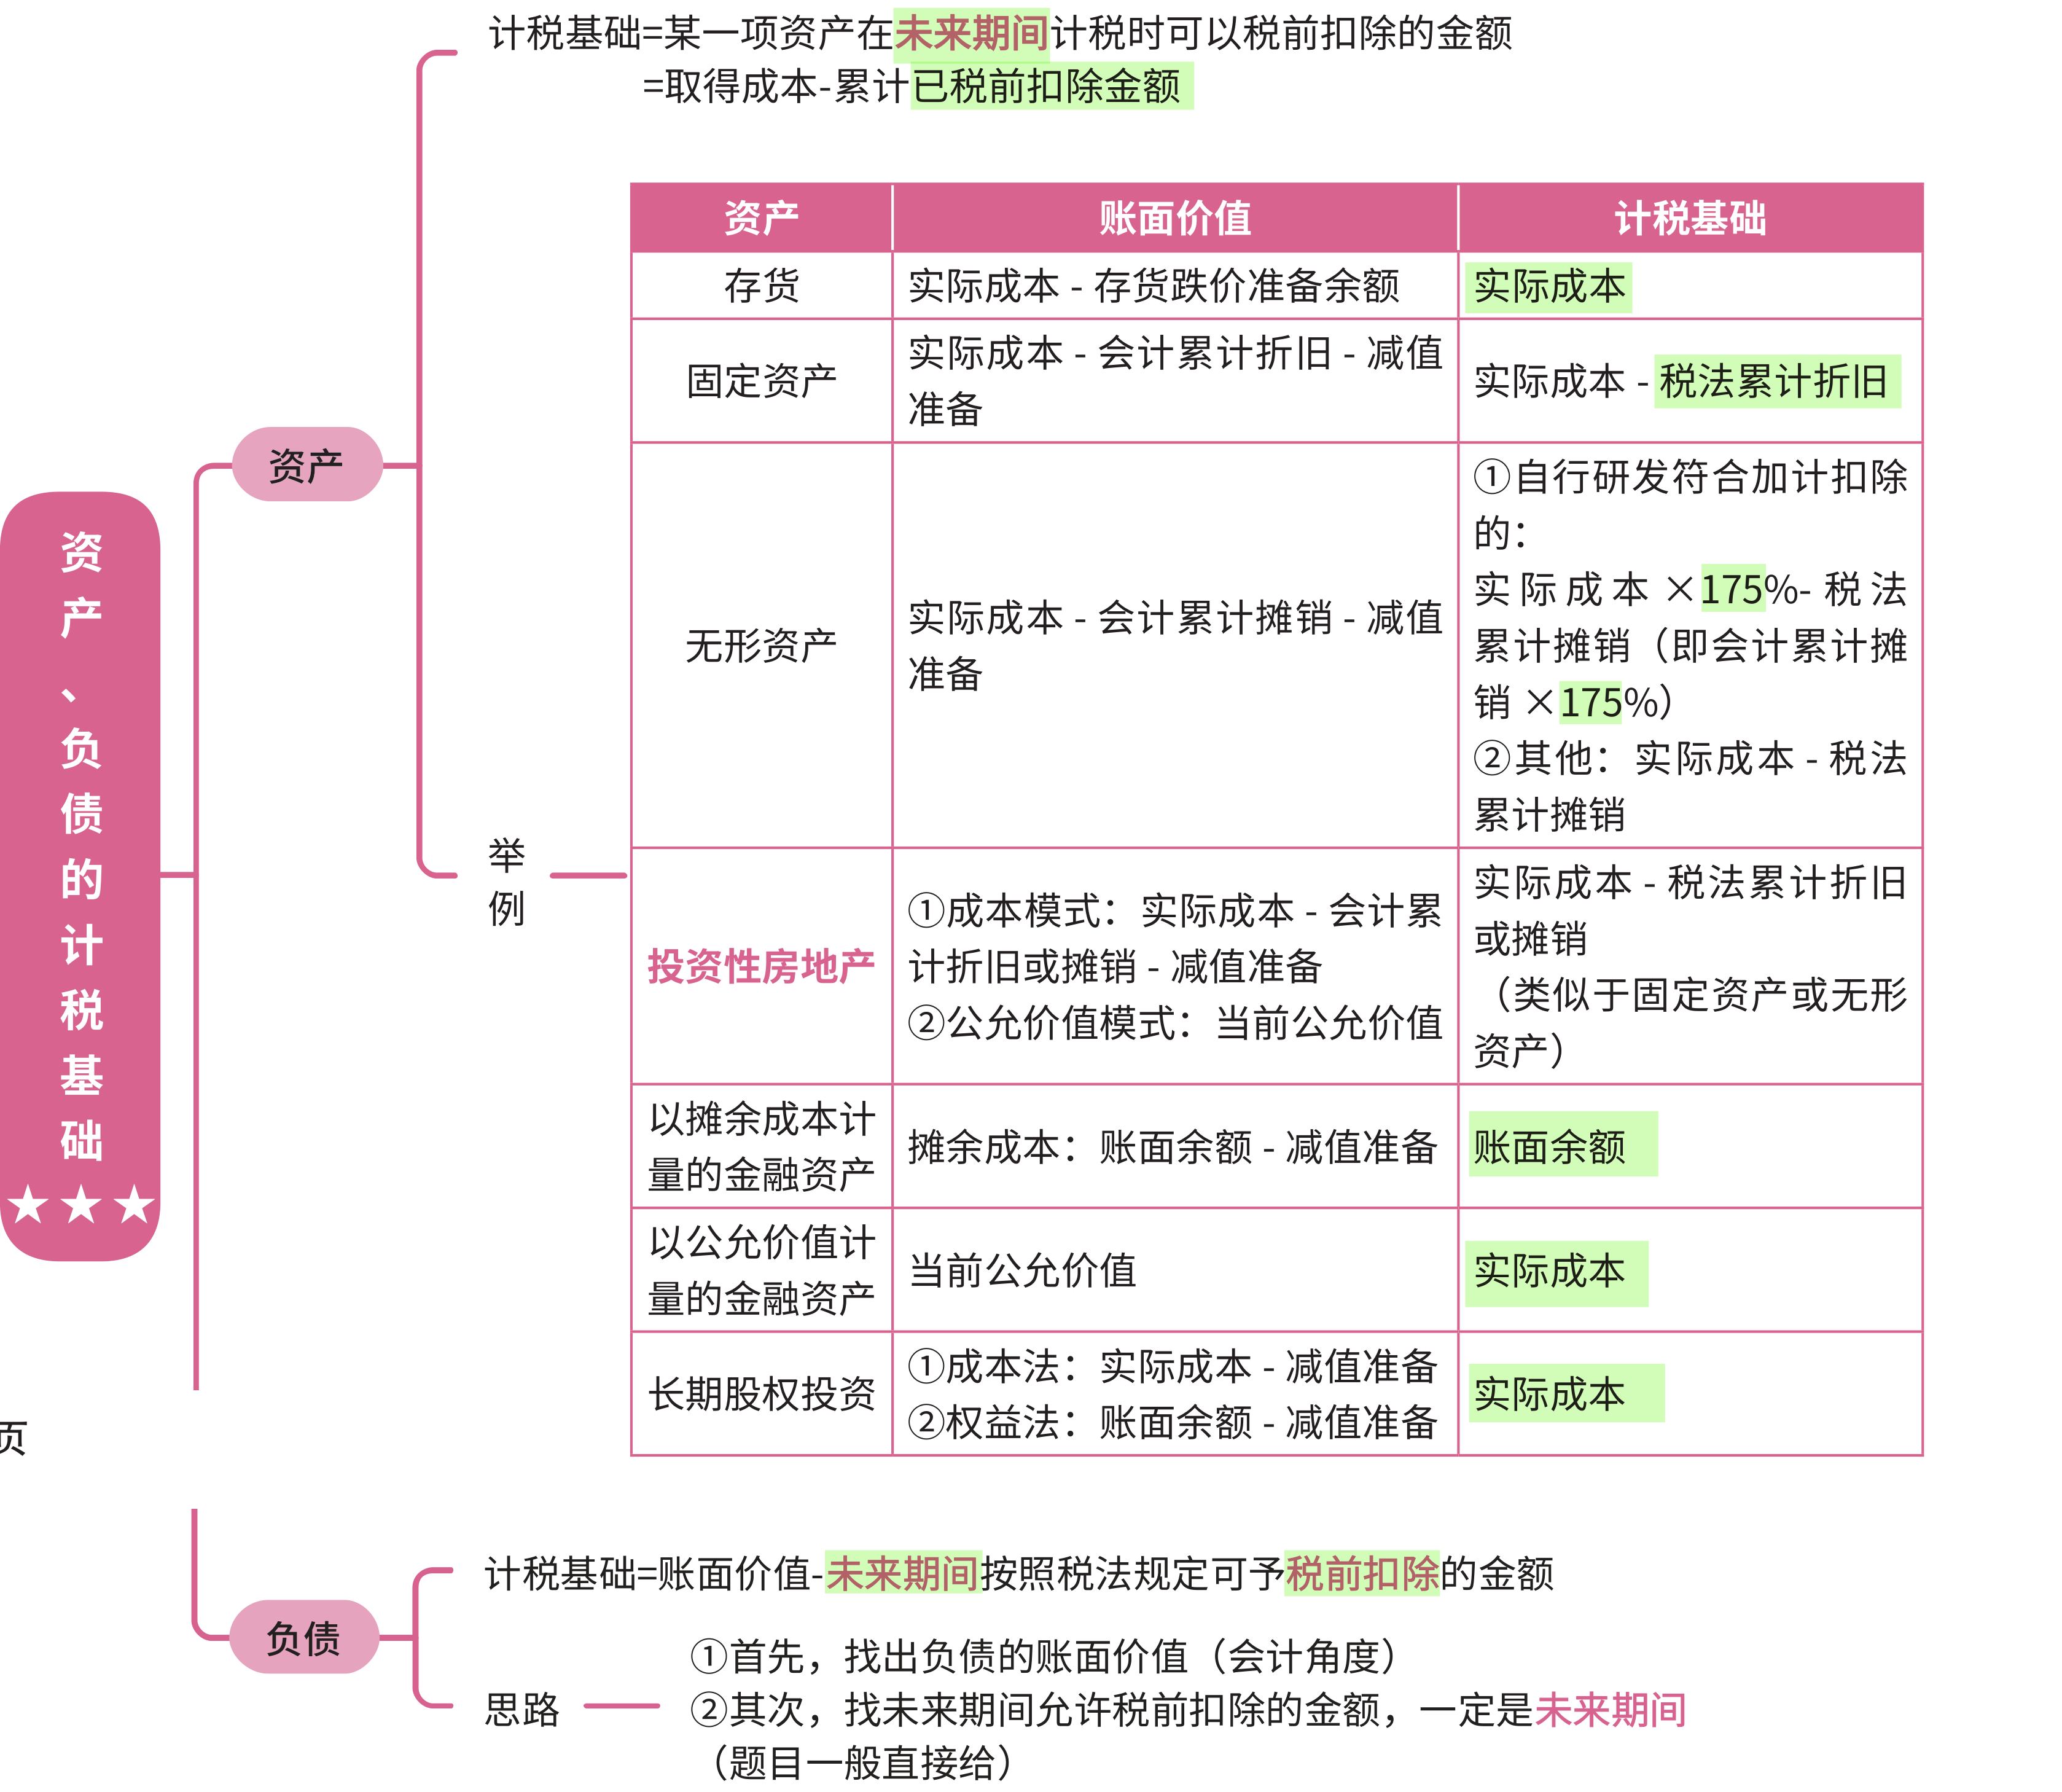 计税基础=某一项资产在未来期间计税时可以税前扣除的金额
=取得成本-累计已税前扣除金额
资产 账面价值 计税基础
存货 实际成本 - 存货跌价准备余额 实际成本
固定资产
实际成本 - 会计累计折旧 - 减值
准备
实际成本 - 税法累计折旧
无形资产
实际成本 - 会计累计摊销 - 减值
准备
①自行研发符合加计扣除
的：
实际成本 ×175%- 税法
累计摊销（即会计累计摊
销 ×175%）
②其他：实际成本 - 税法
累计摊销
投资性房地产
①成本模式：实际成本 - 会计累
计折旧或摊销 - 减值准备
②公允价值模式：当前公允价值
实际成本 - 税法累计折旧
或摊销
（类似于固定资产或无形
资产）
以摊余成本计
量的金融资产
摊余成本：账面余额 - 减值准备
账面余额
以公允价值计
量的金融资产
当前公允价值
实际成本
长期股权投资
①成本法：实际成本 - 减值准备
②权益法：账面余额 - 减值准备
实际成本
资产
举
例
资
产
、
负
债
的
计
税
基
础
★★★
页
负债
计税基础=账面价值-未来期间按照税法规定可予税前扣除的金额
思路
①首先，找出负债的账面价值（会计角度）
②其次，找未来期间允许税前扣除的金额，一定是未来期间
（题目一般直接给）